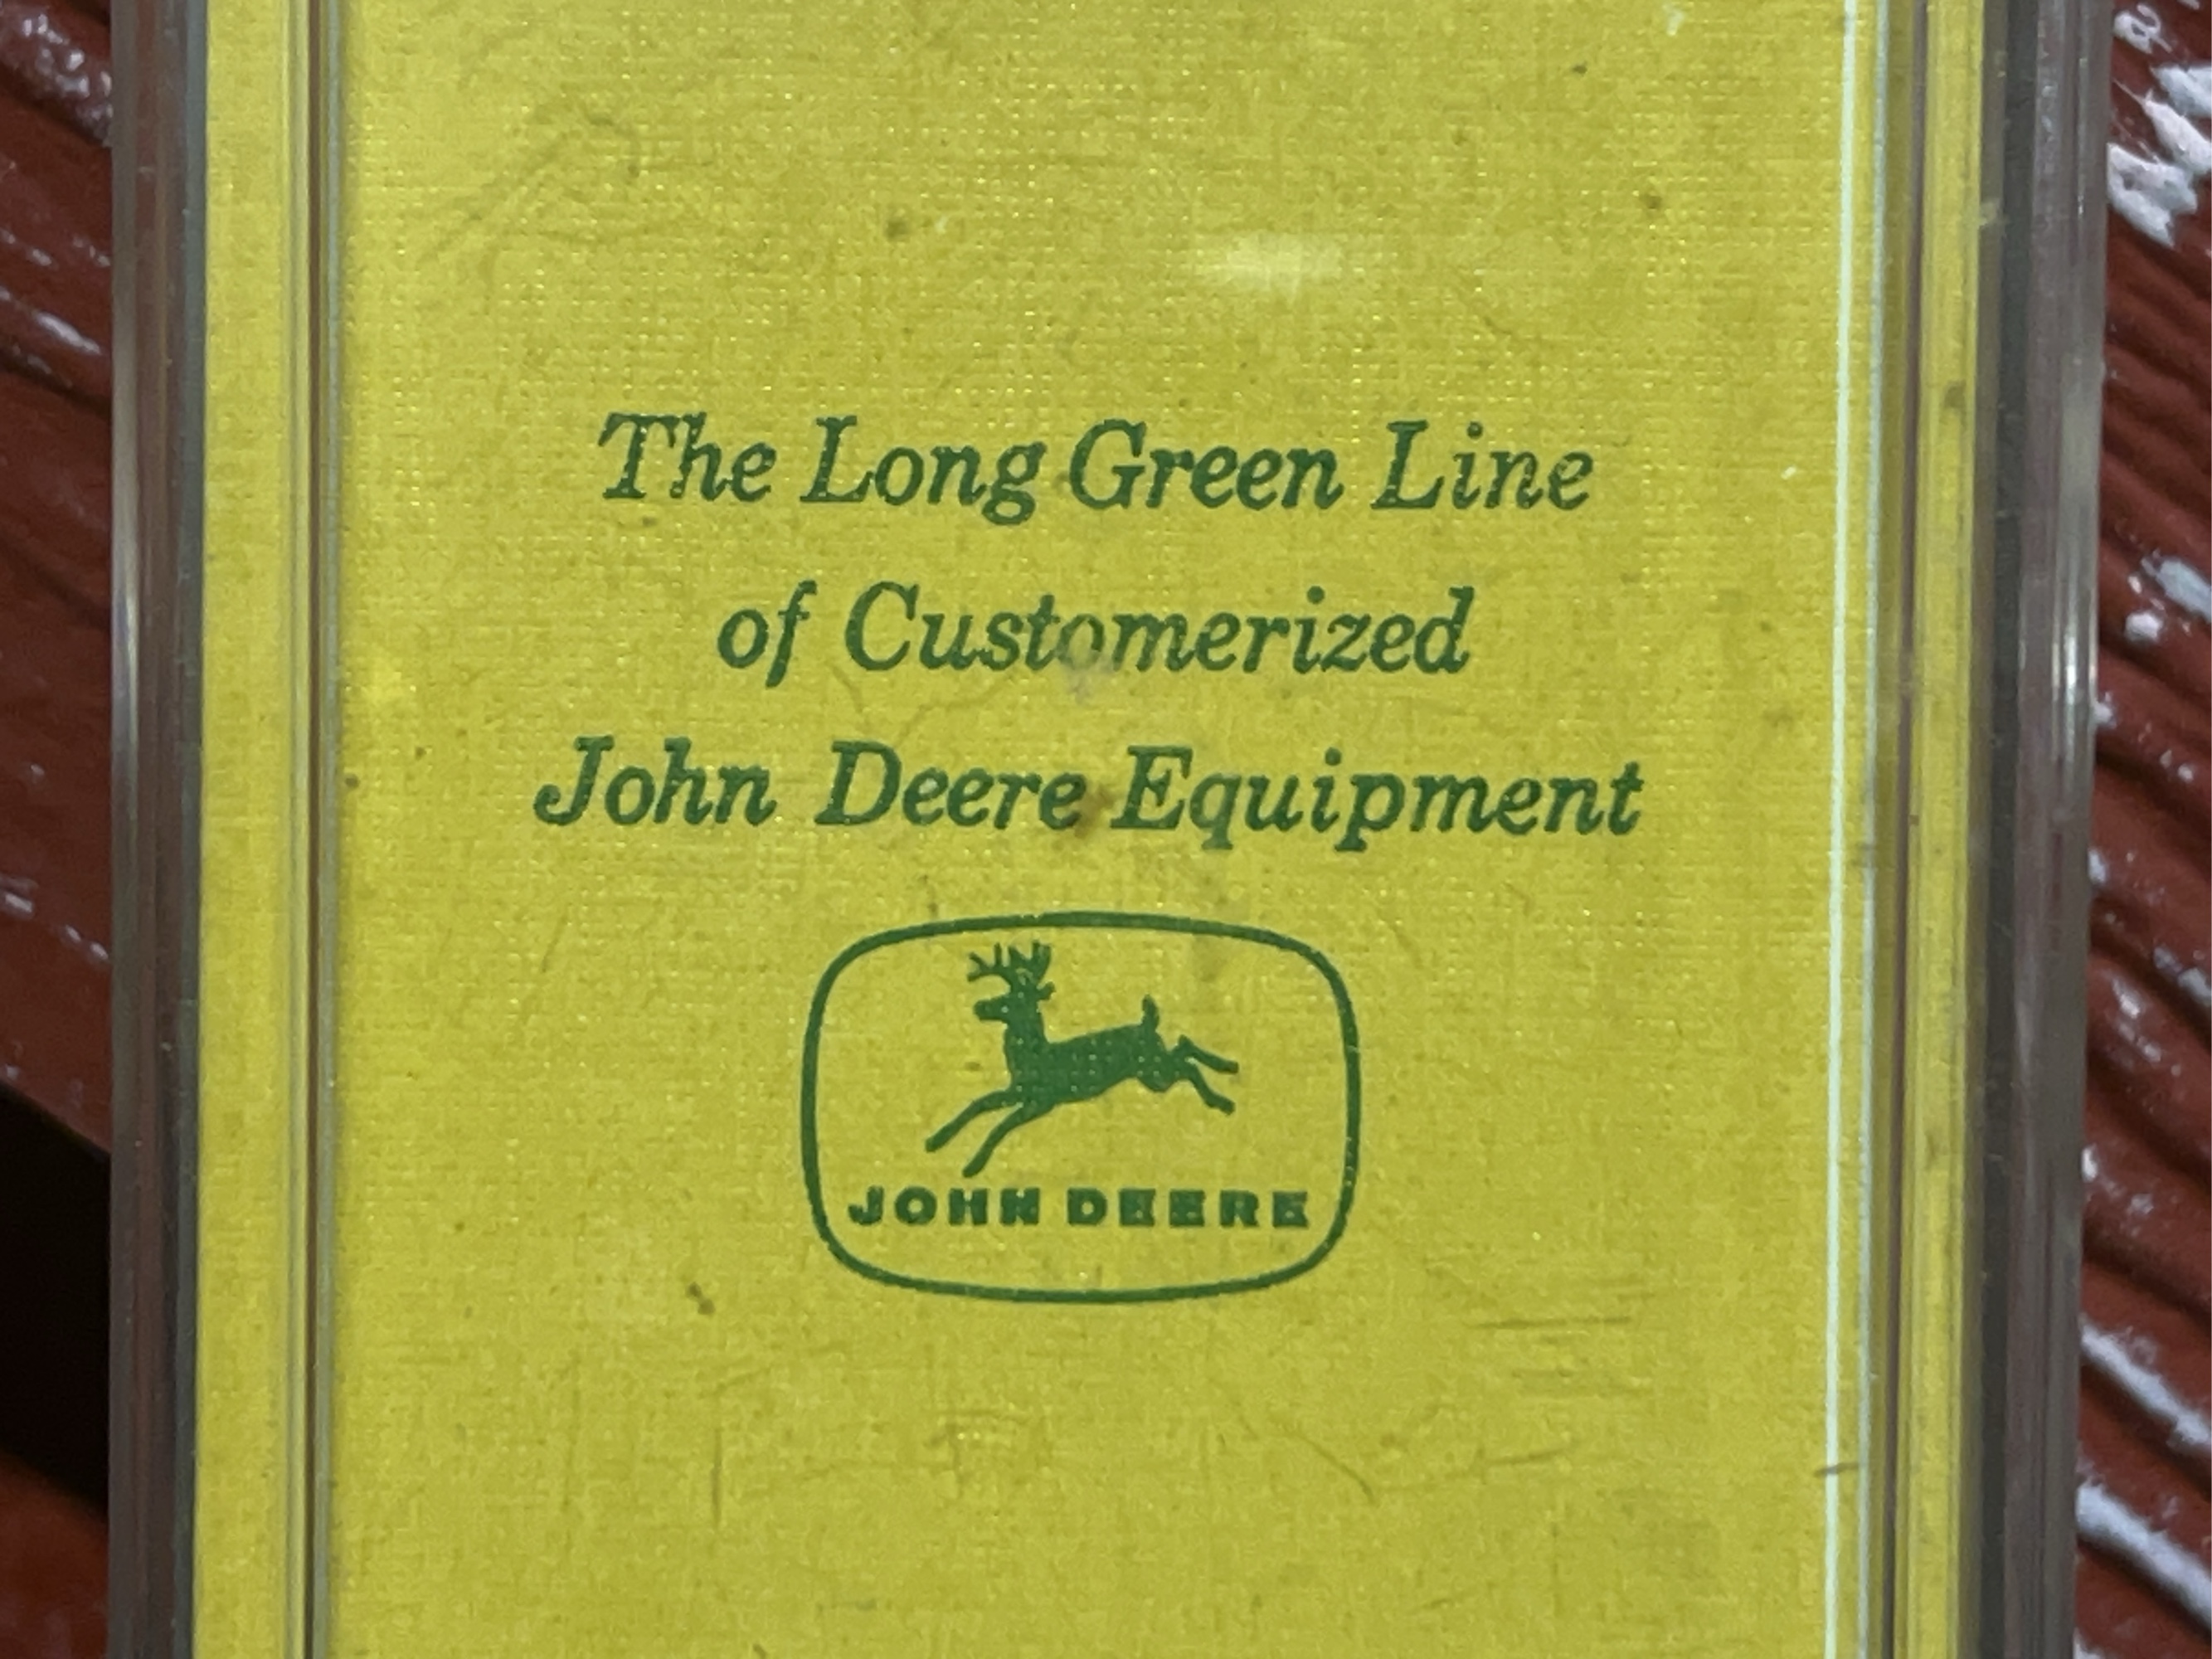 The Long Green Line
of Customerized
John Deere Equipment
JOHN DEERE